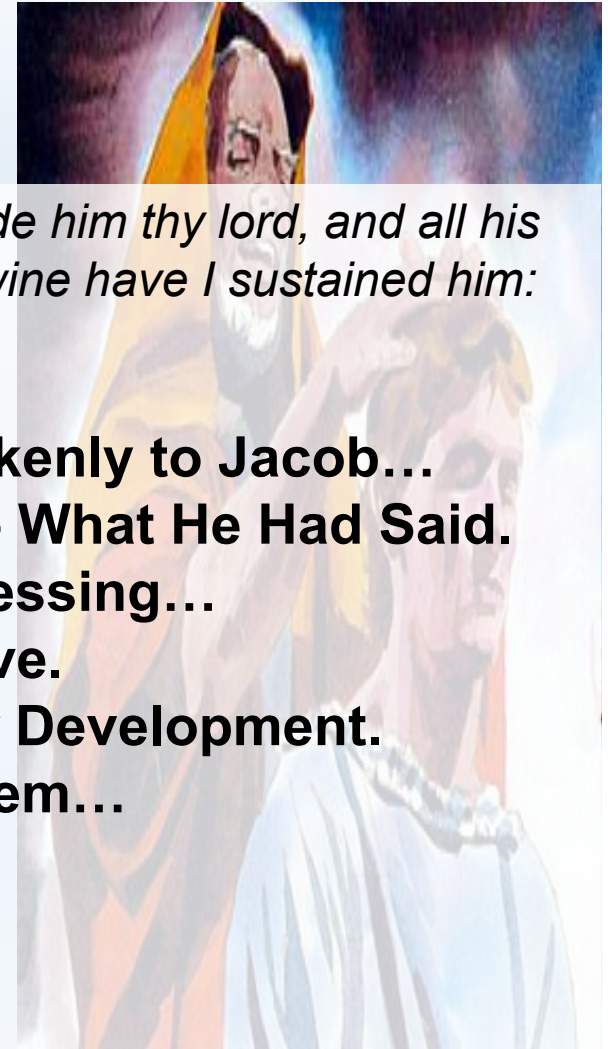 de him thy lord, and all his
vine have I sustained him:
kenly to Jacob…
What He Had Said.
essing…
ve.
Development.
em…